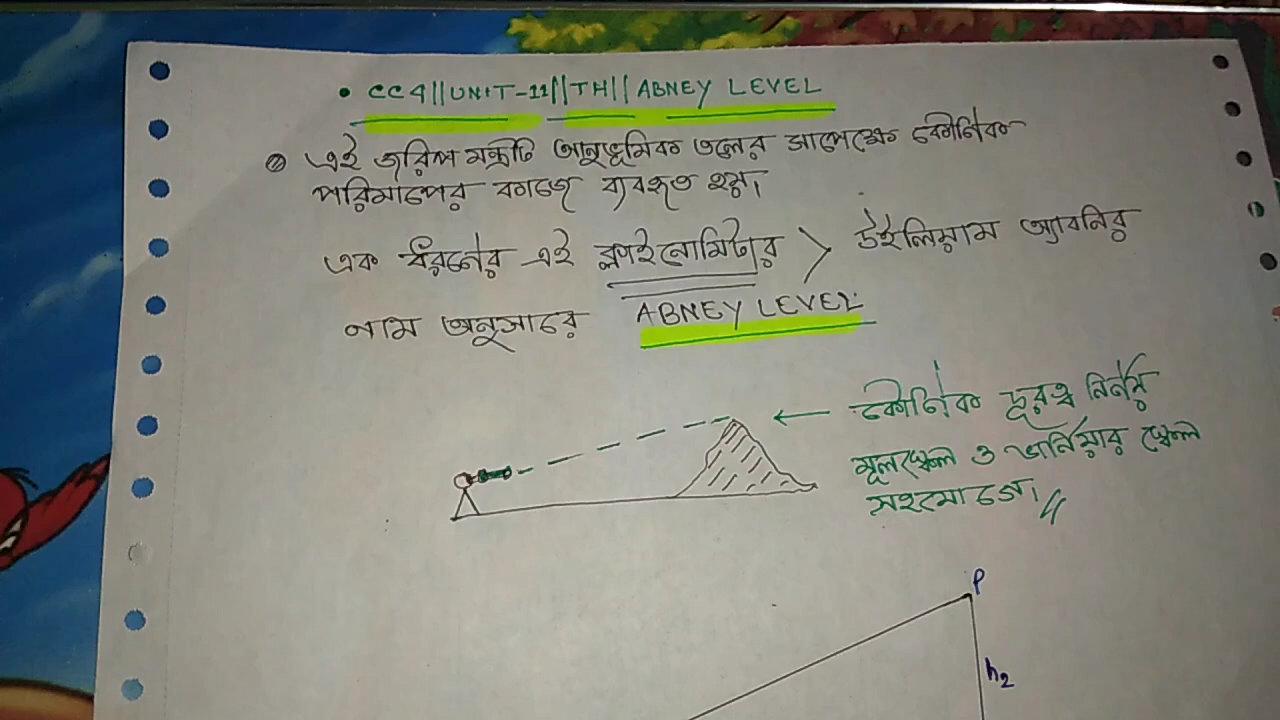 • CC4||UNIT-11||TH|| ABNEY LEVEL
এই জরিপ যন্ত্রটি আনুভূমিক তলের সাপেক্ষে কৌণিক
পরিমাপের কাজে ব্যবহৃত হয়।
এক ধরনের এই ক্লাইনোমিটার > উইলিয়াম অ্যাবনির
নাম অনুসারে ABNEY LEVEL
← কৌণিক দূরত্ব নির্ণয়
মূলস্কেল ও ভার্নিয়ার স্কেল
সহযোগে।
P
h₂